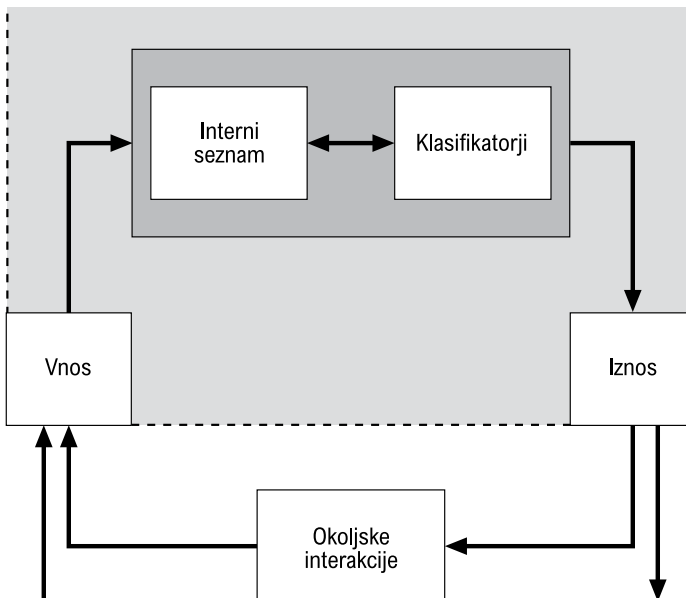 Interni
seznam
Klasifikatorji
Vnos
Iznos
Okoljske
interakcije